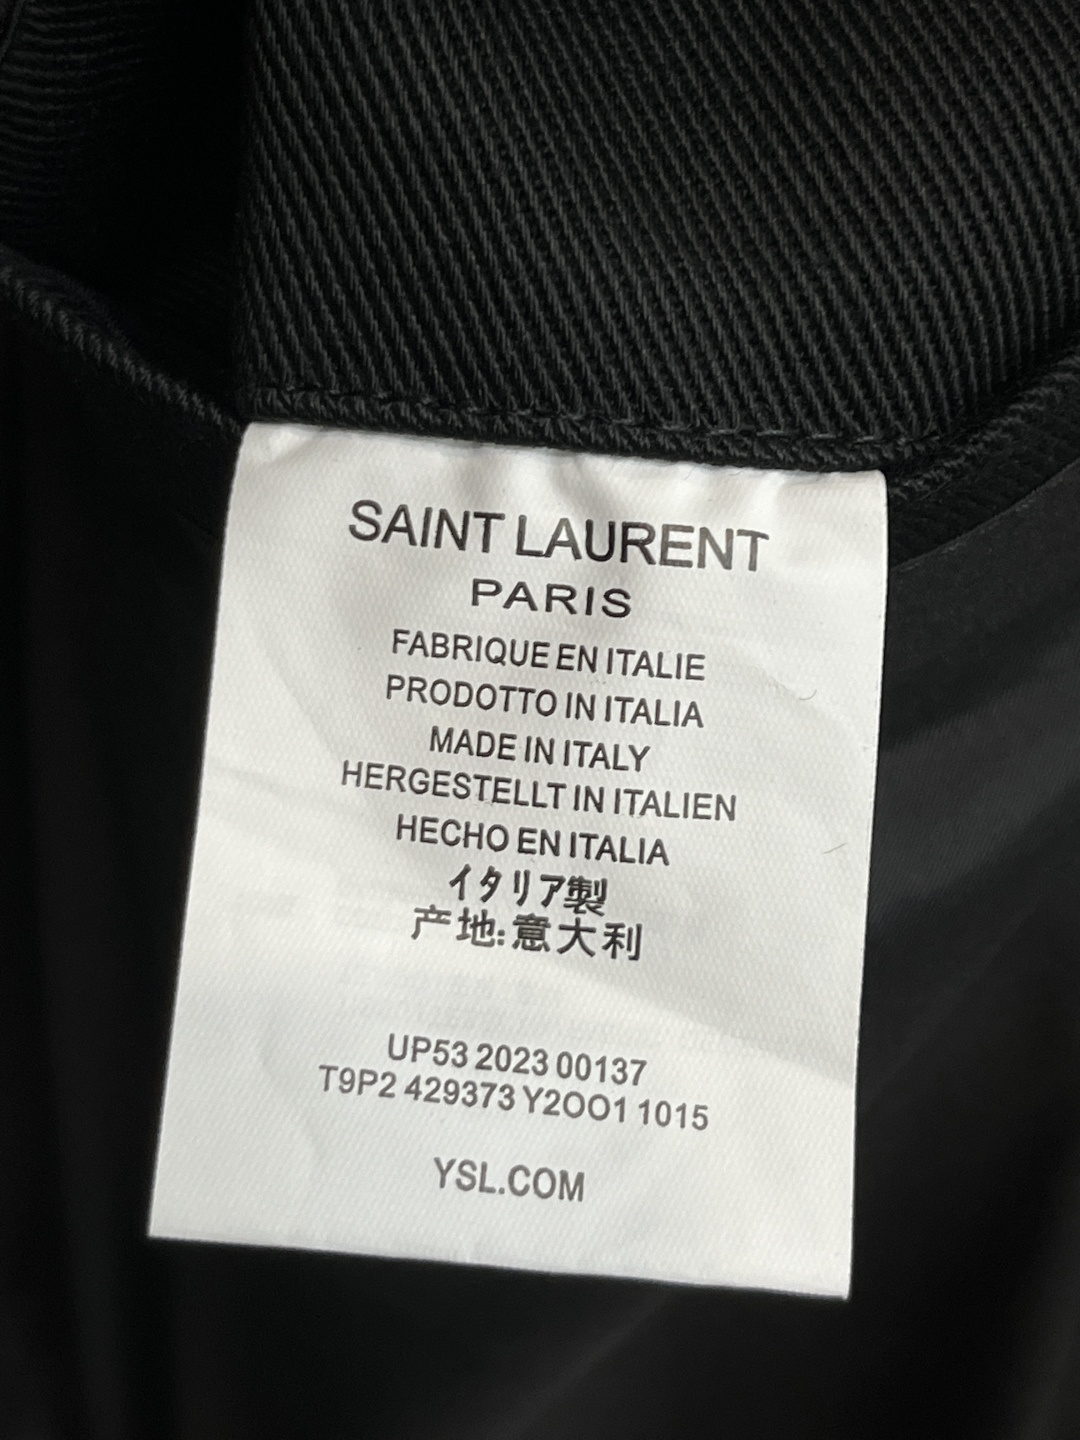 SAINT LAURENT
PARIS
FABRIQUE EN ITALIE
PRODOTTO IN ITALIA
MADE IN ITALY
HERGESTELLT IN ITALIEN
HECHO EN ITALIA
イタリア製
产地:意大利
UP53 2023 00137
T9P2 429373 Y2OO1 1015
YSL.COM